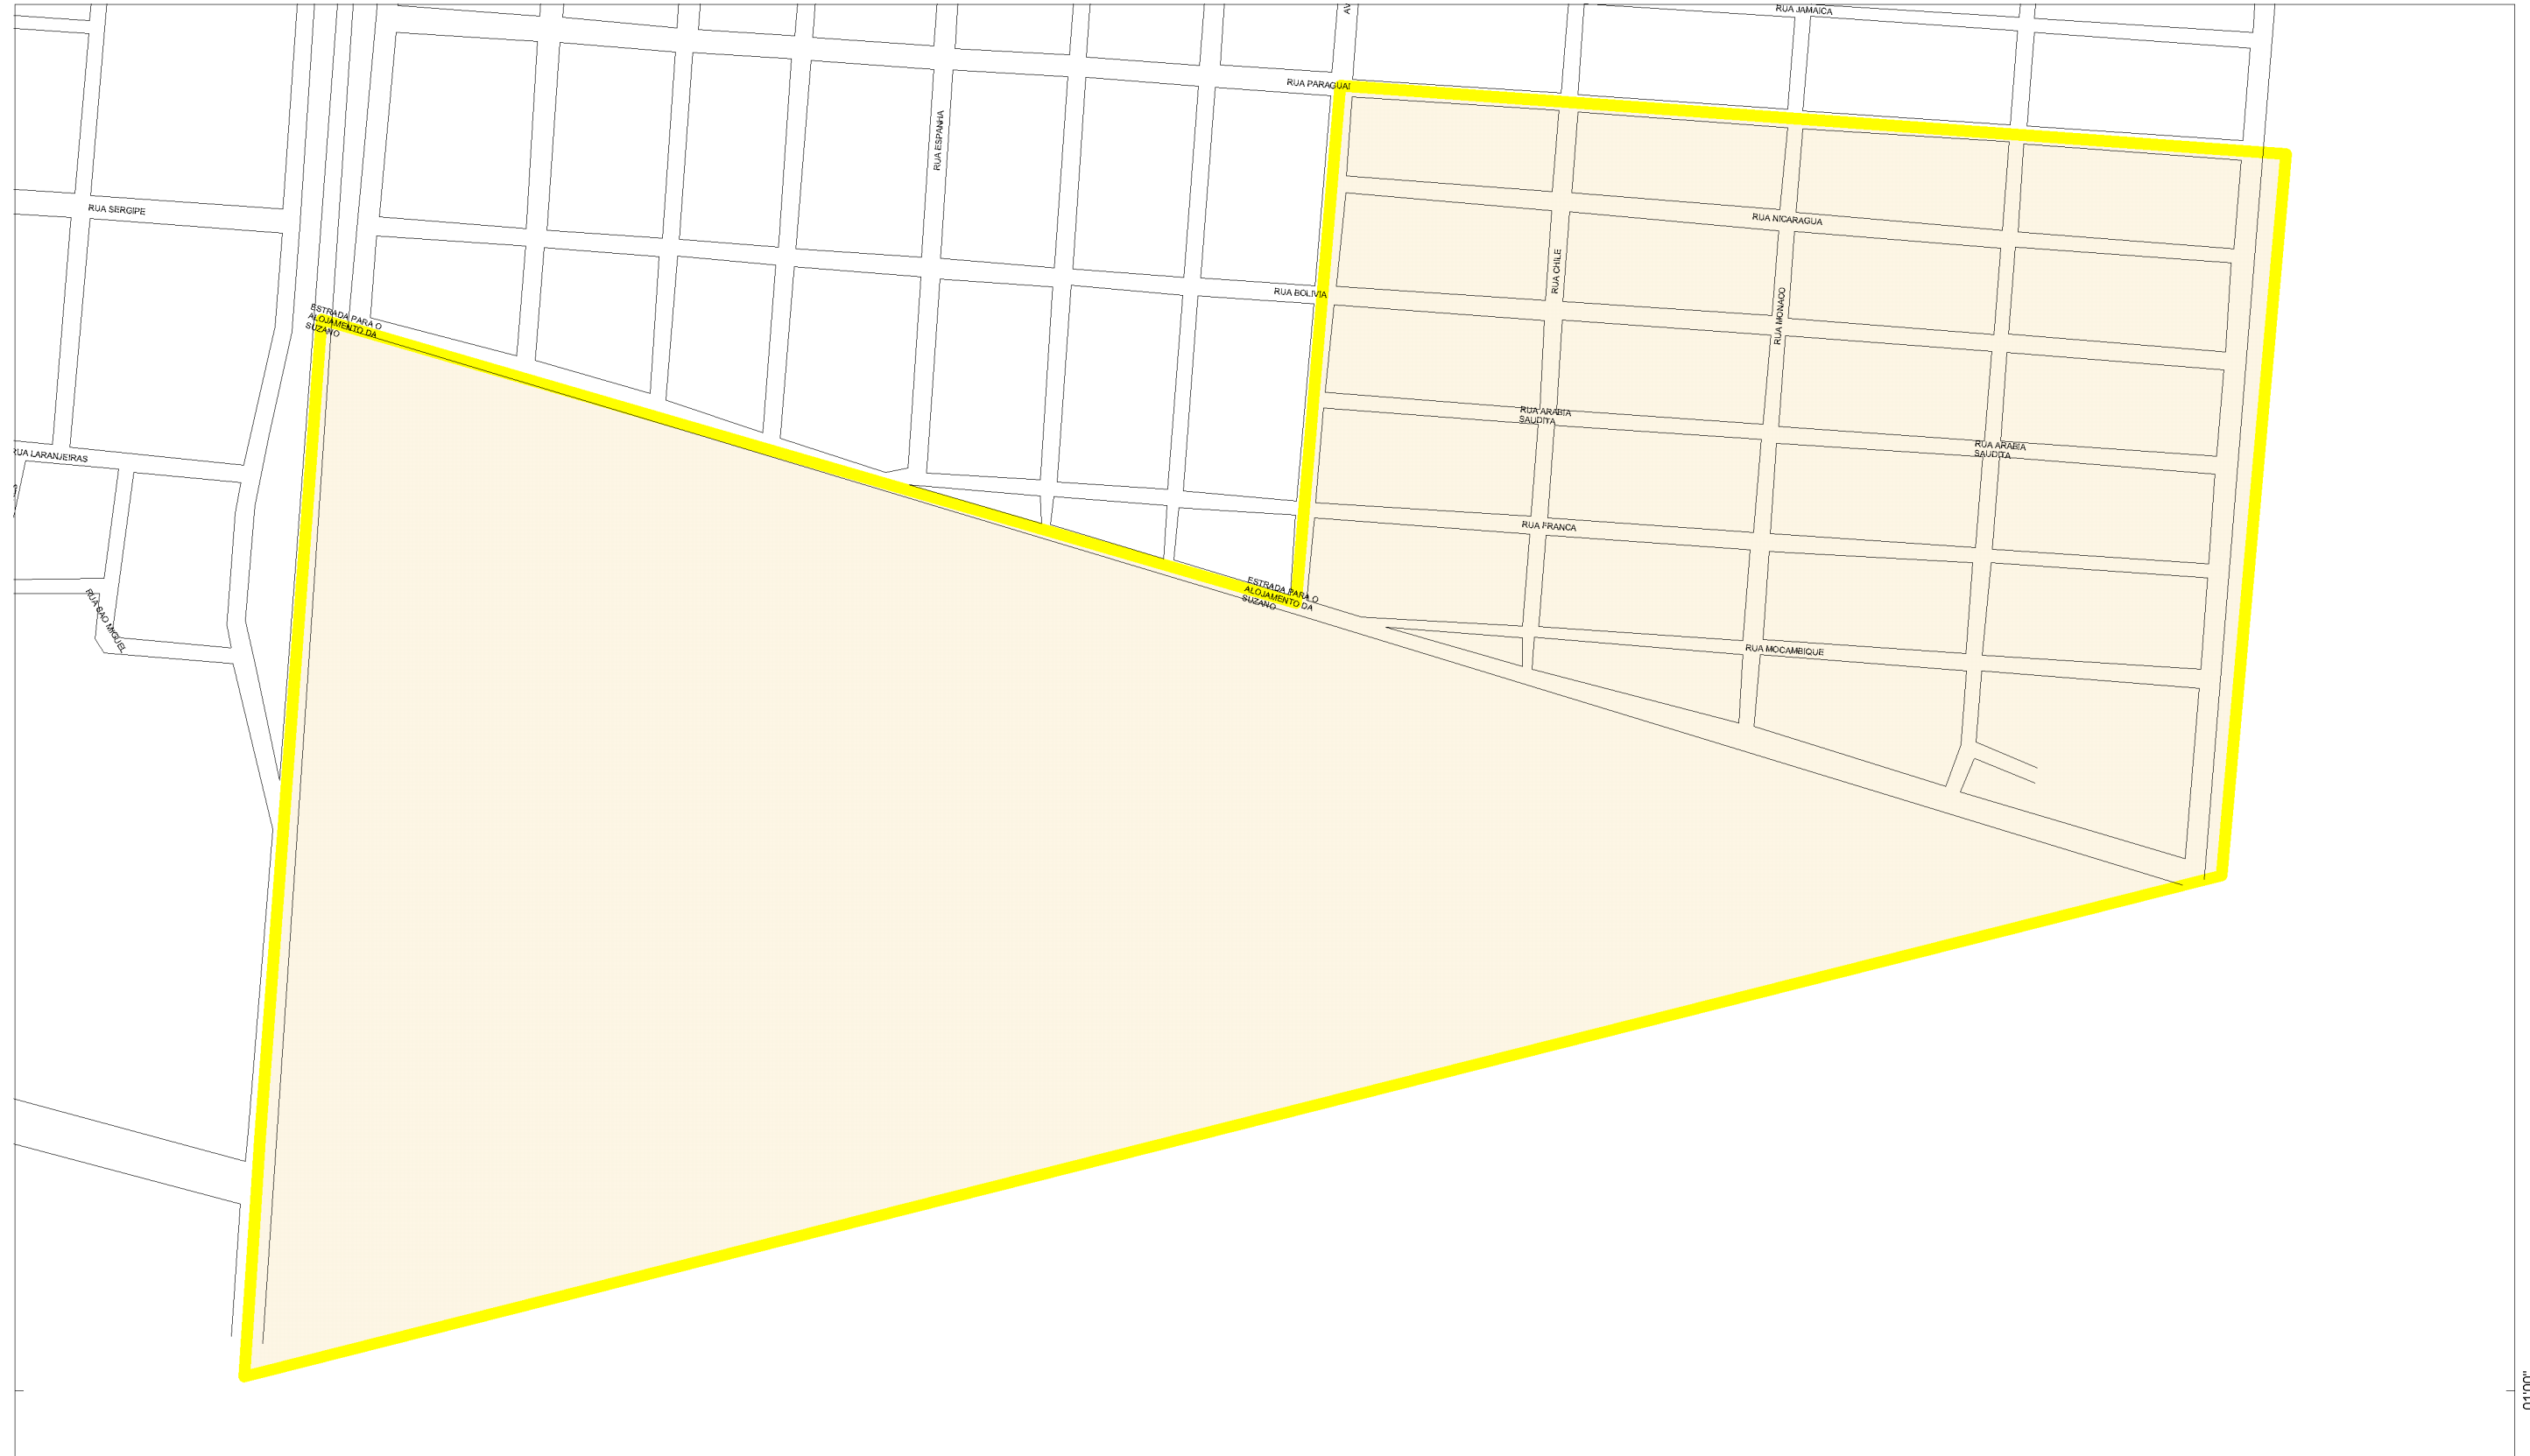 RUA JAMAICA
RUA PARAGUAI
RUA ESPANHA
RUA SERGIPE
RUA NICARAGUA
RUA CHILE
RUA BOLIVIA
RUA MONACO
ESTRADA PARA O
ALOJAMENTO DA
SUZANO
RUA ARABIA
SAUDITA
RUA ARABIA
SAUDITA
RUA LARANJEIRAS
RUA FRANCA
ESTRADA PARA O
ALOJAMENTO DA
SUZANO
RUA SAO MIGUEL
RUA MOCAMBIQUE
01'00"